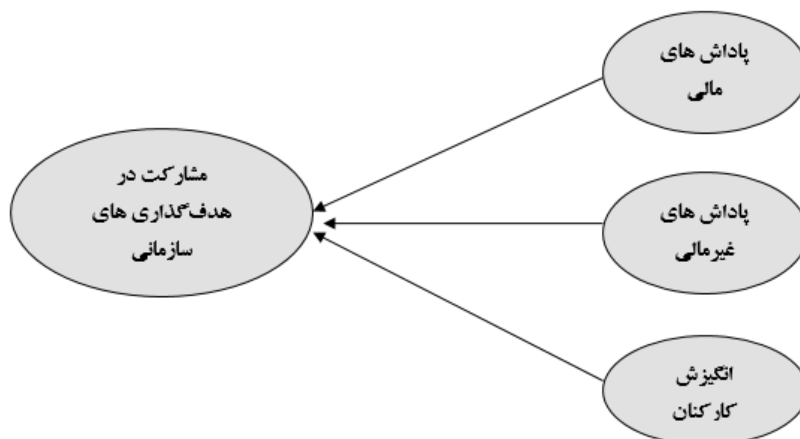 پاداش های
مالی
مشارکت در
هدف‌گذاری های
سازمانی
پاداش های
غیرمالی
انگیزش
کارکنان